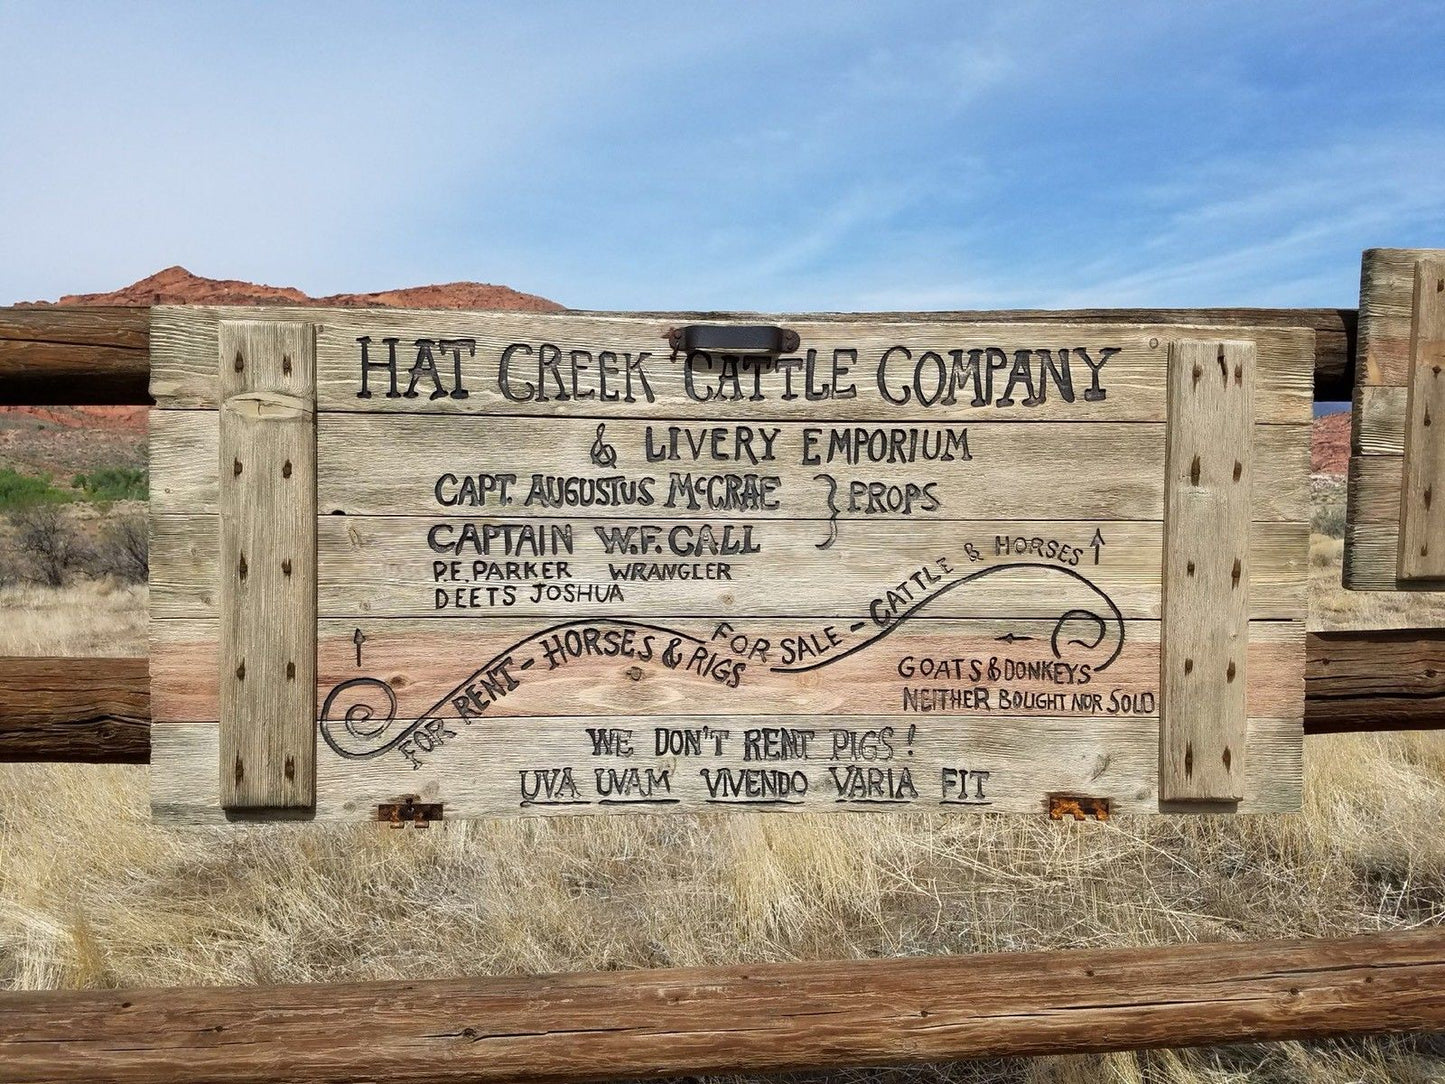 HAT CREEK CATTLE COMPANY
& LIVERY EMPORIUM
CAPT. AUGUSTUS McCRAE } PROPS
CAPTAIN W.F. CALL
P.E. PARKER WRANGLER
DEETS JOSHUA
FOR RENT - HORSES & RIGS
FOR SALE - CATTLE & HORSES
GOATS & DONKEYS
NEITHER BOUGHT NOR SOLD
WE DON'T RENT PIGS!
UVA UVAM VIVENDO VARIA FIT